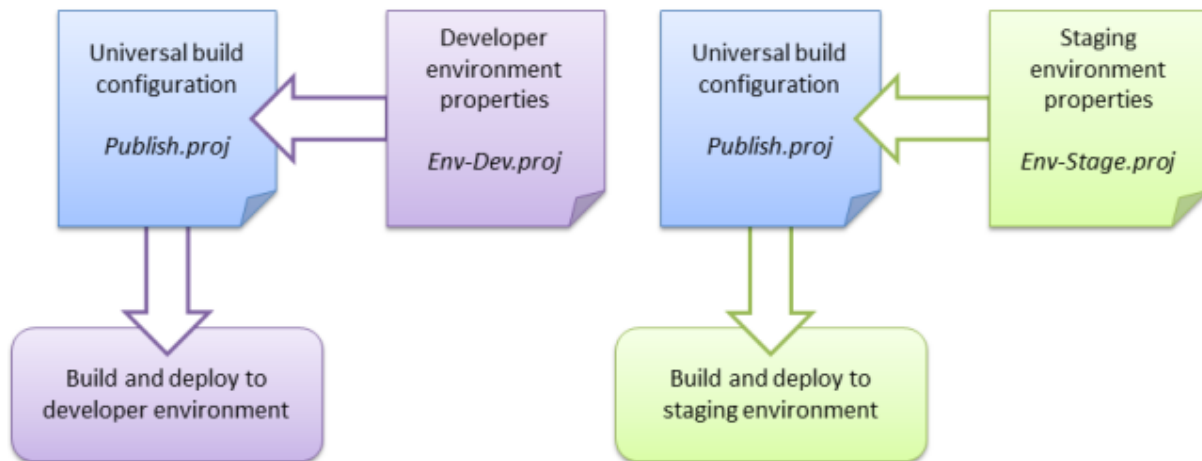 Universal build
configuration
Publish.proj
Developer
environment
properties
Env-Dev.proj
Build and deploy to
developer environment
Universal build
configuration
Publish.proj
Staging
environment
properties
Env-Stage.proj
Build and deploy to
staging environment